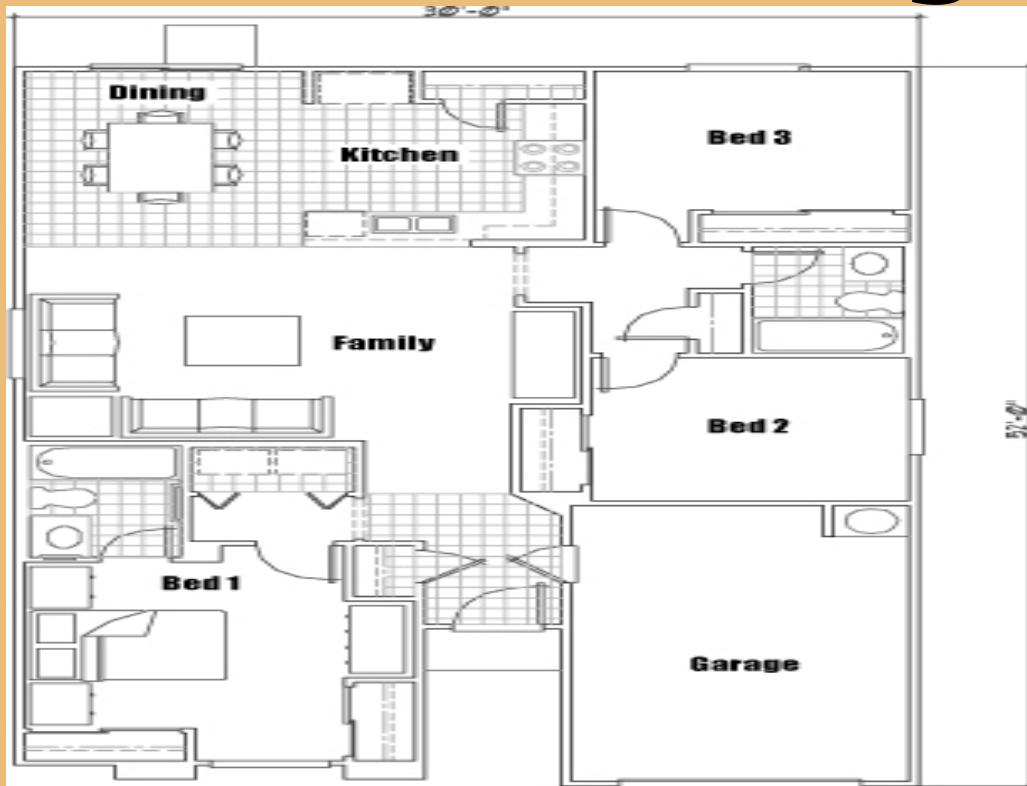 30'-0"
Dining
Kitchen
Bed 3
Family
Bed 2
52'-0"
Bed 1
Garage